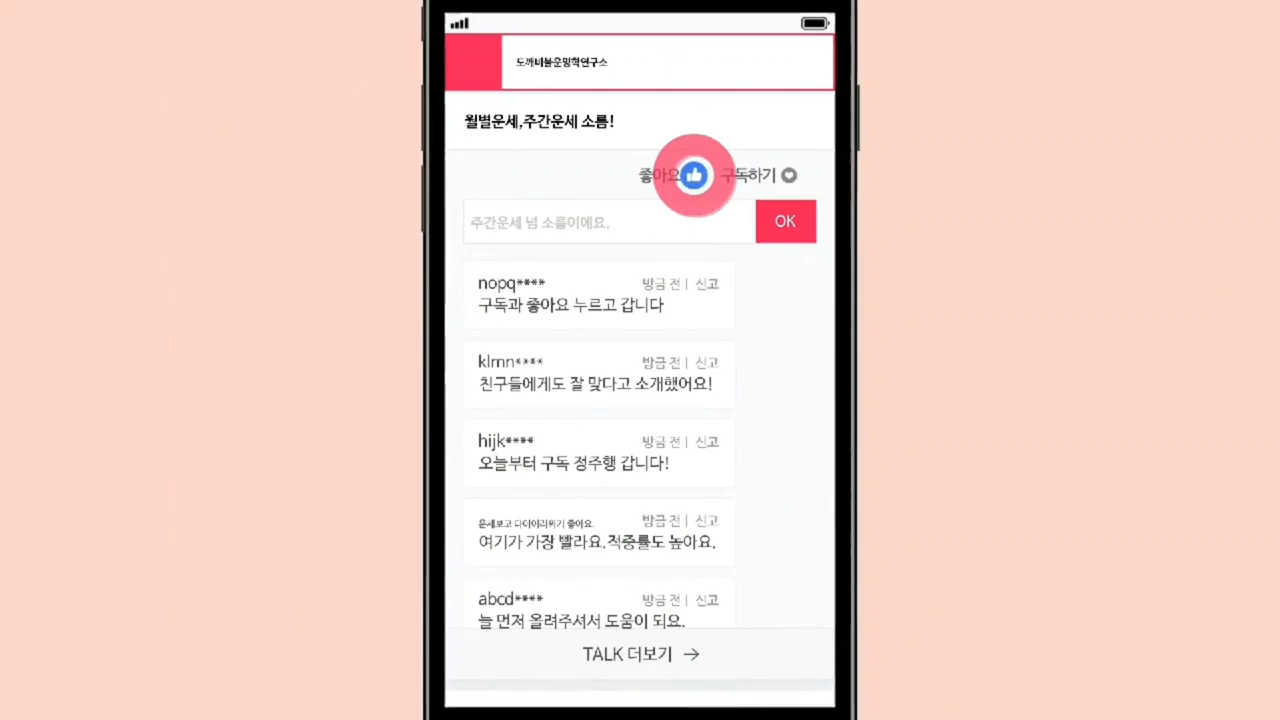 도깨비불운명학연구소
월별운세,주간운세 소름!
좋아요 구독하기
주간운세 넘 소름이예요.
OK
nopq**** 방금 전 | 신고
구독과 좋아요 누르고 갑니다
klmn**** 방금 전 | 신고
친구들에게도 잘 맞다고 소개했어요!
hijk**** 방금 전 | 신고
오늘부터 구독 정주행 갑니다!
운세보고 다이어리짜기 좋아요. 방금 전 | 신고
여기가 가장 빨라요.적중률도 높아요.
abcd**** 방금 전 | 신고
늘 먼저 올려주셔서 도움이 되요.
TALK 더보기